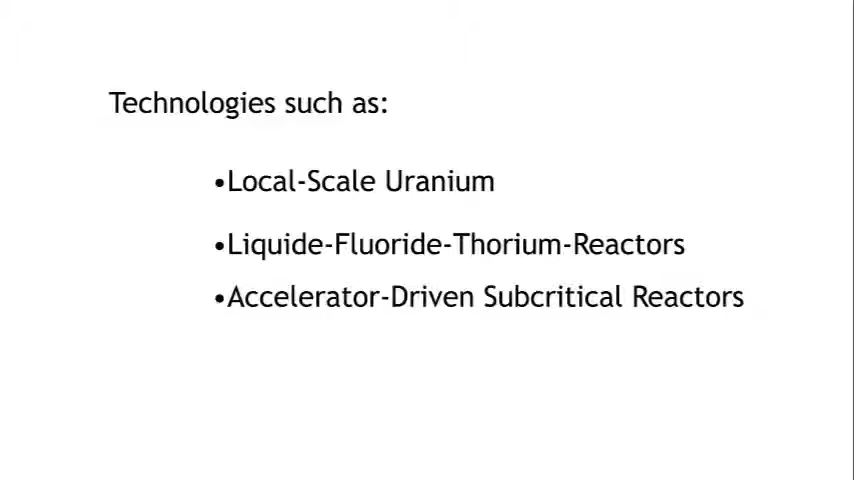 Technologies such as:
•Local-Scale Uranium
•Liquide-Fluoride-Thorium-Reactors
•Accelerator-Driven Subcritical Reactors